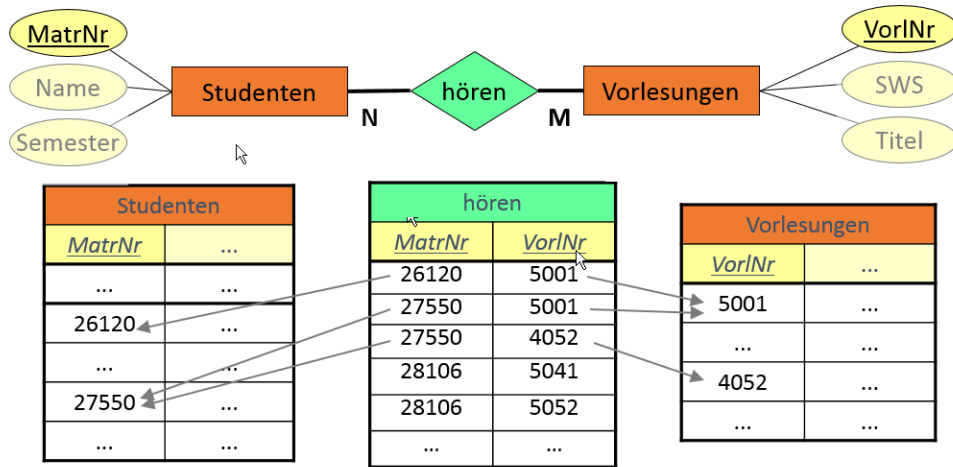 MatrNr
VorlNr
Name
Studenten
hören
Vorlesungen
SWS
N
M
Semester
Titel
Studenten
MatrNr ...
... ...
26120 ...
... ...
27550 ...
... ...
hören
MatrNr VorlNr
26120 5001
27550 5001
27550 4052
28106 5041
28106 5052
... ...
Vorlesungen
VorlNr ...
5001 ...
... ...
4052 ...
... ...